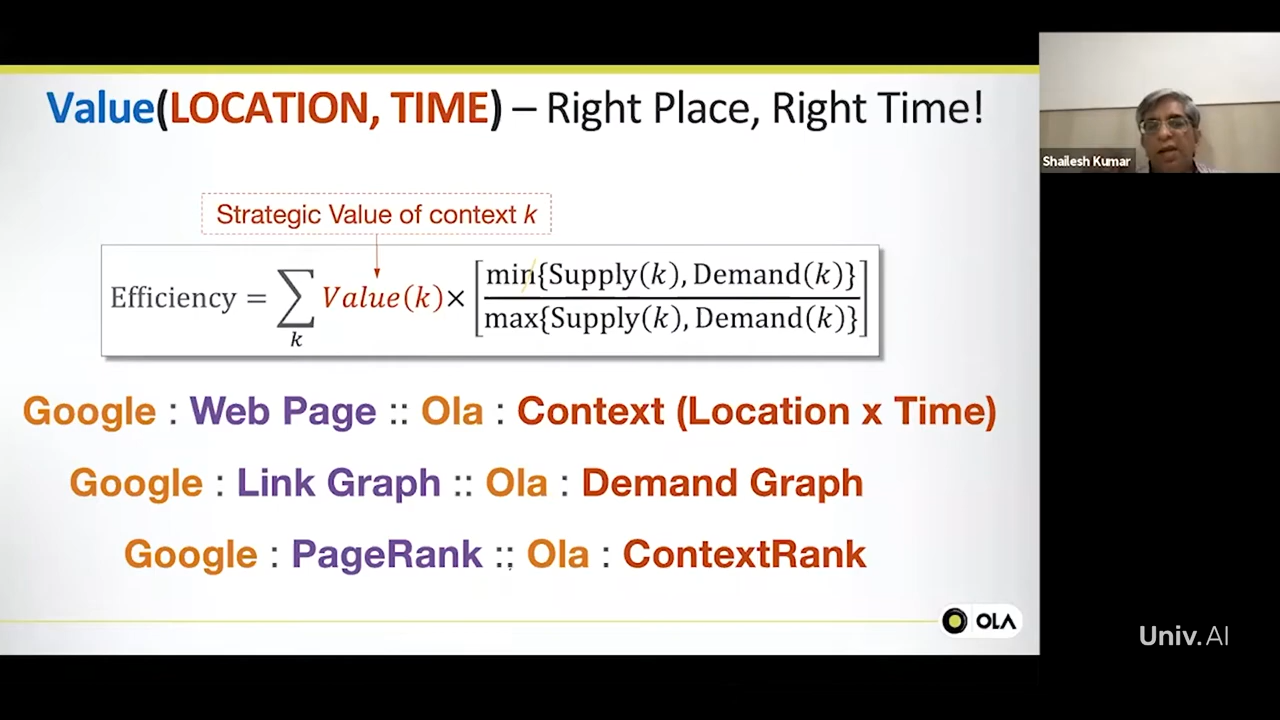 Value(LOCATION, TIME) – Right Place, Right Time!
Shailesh Kumar
Strategic Value of context k
Efficiency = ∑_k Value(k) × [min{Supply(k), Demand(k)} / max{Supply(k), Demand(k)}]
Google : Web Page :: Ola : Context (Location x Time)
Google : Link Graph :: Ola : Demand Graph
Google : PageRank :: Ola : ContextRank
OLA
Univ.AI